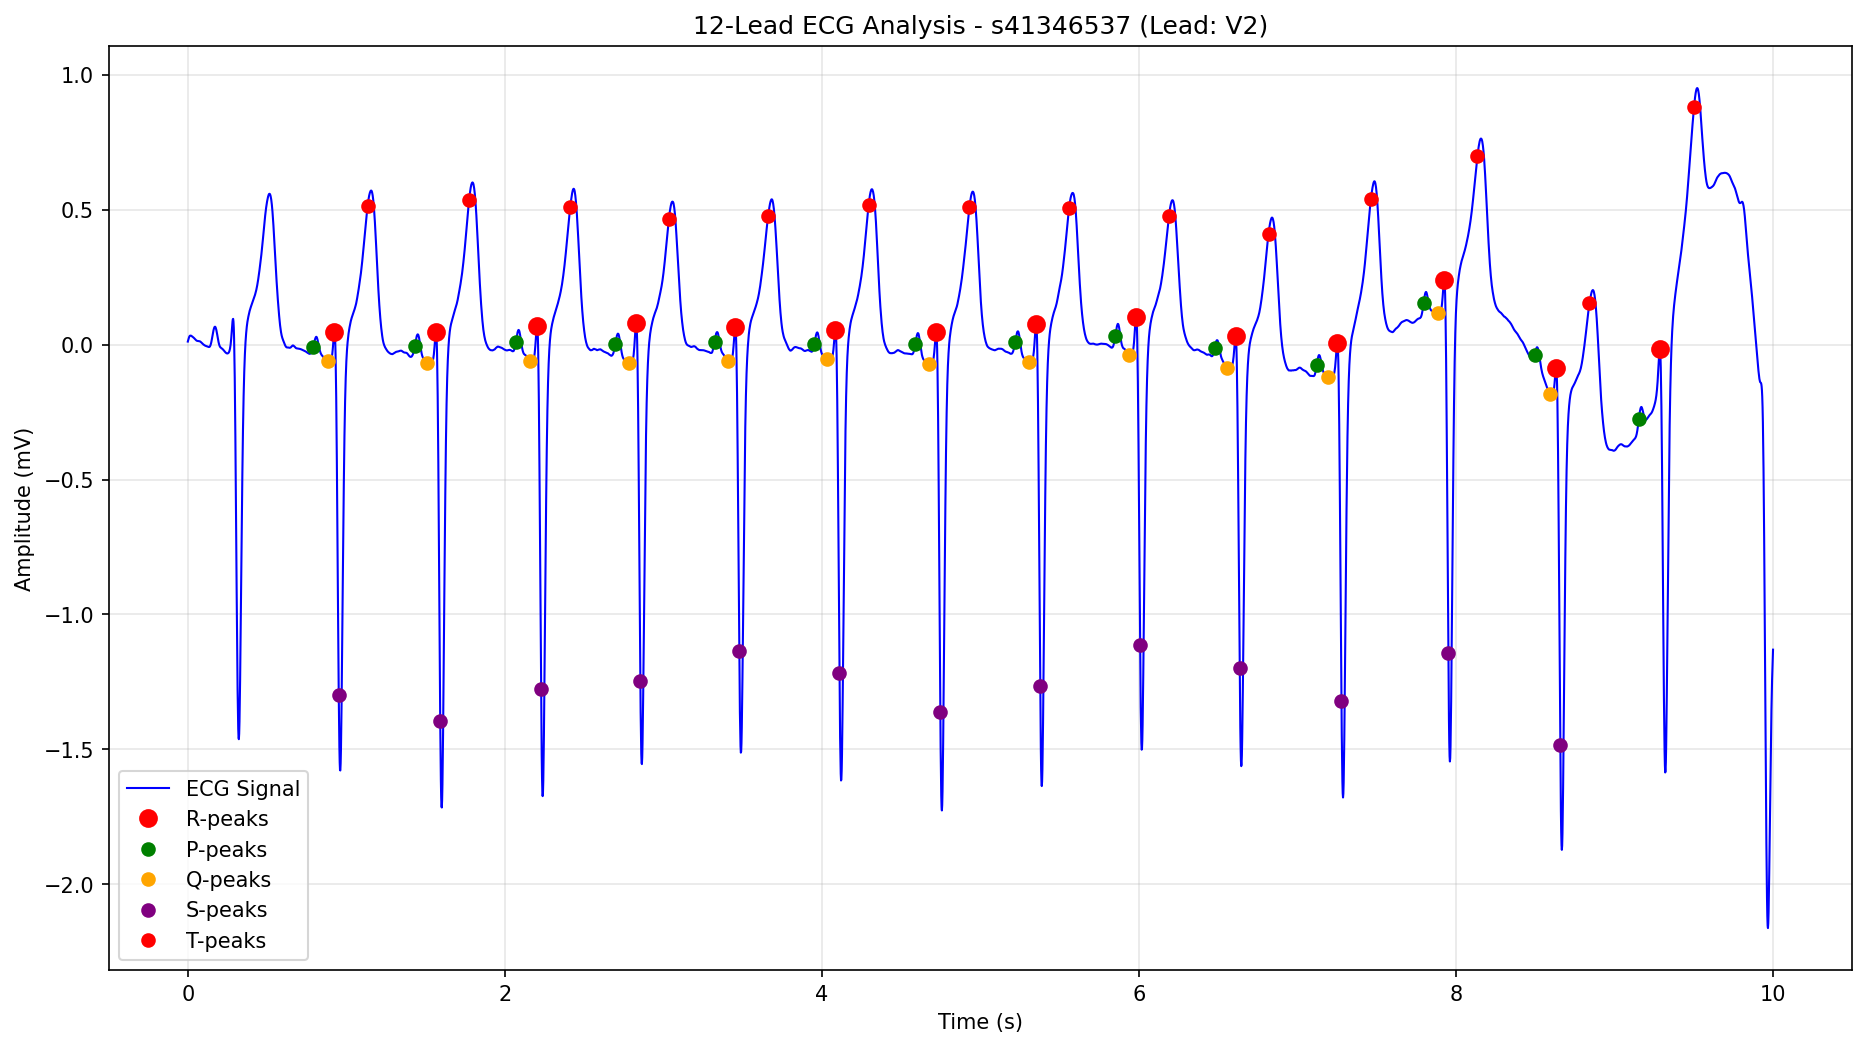 12-Lead ECG Analysis - s41346537 (Lead: V2)
1.0
0.5
0.0
−0.5
−1.0
−1.5
−2.0
Amplitude (mV)
ECG Signal
R-peaks
P-peaks
Q-peaks
S-peaks
T-peaks
0 2 4 6 8 10
Time (s)